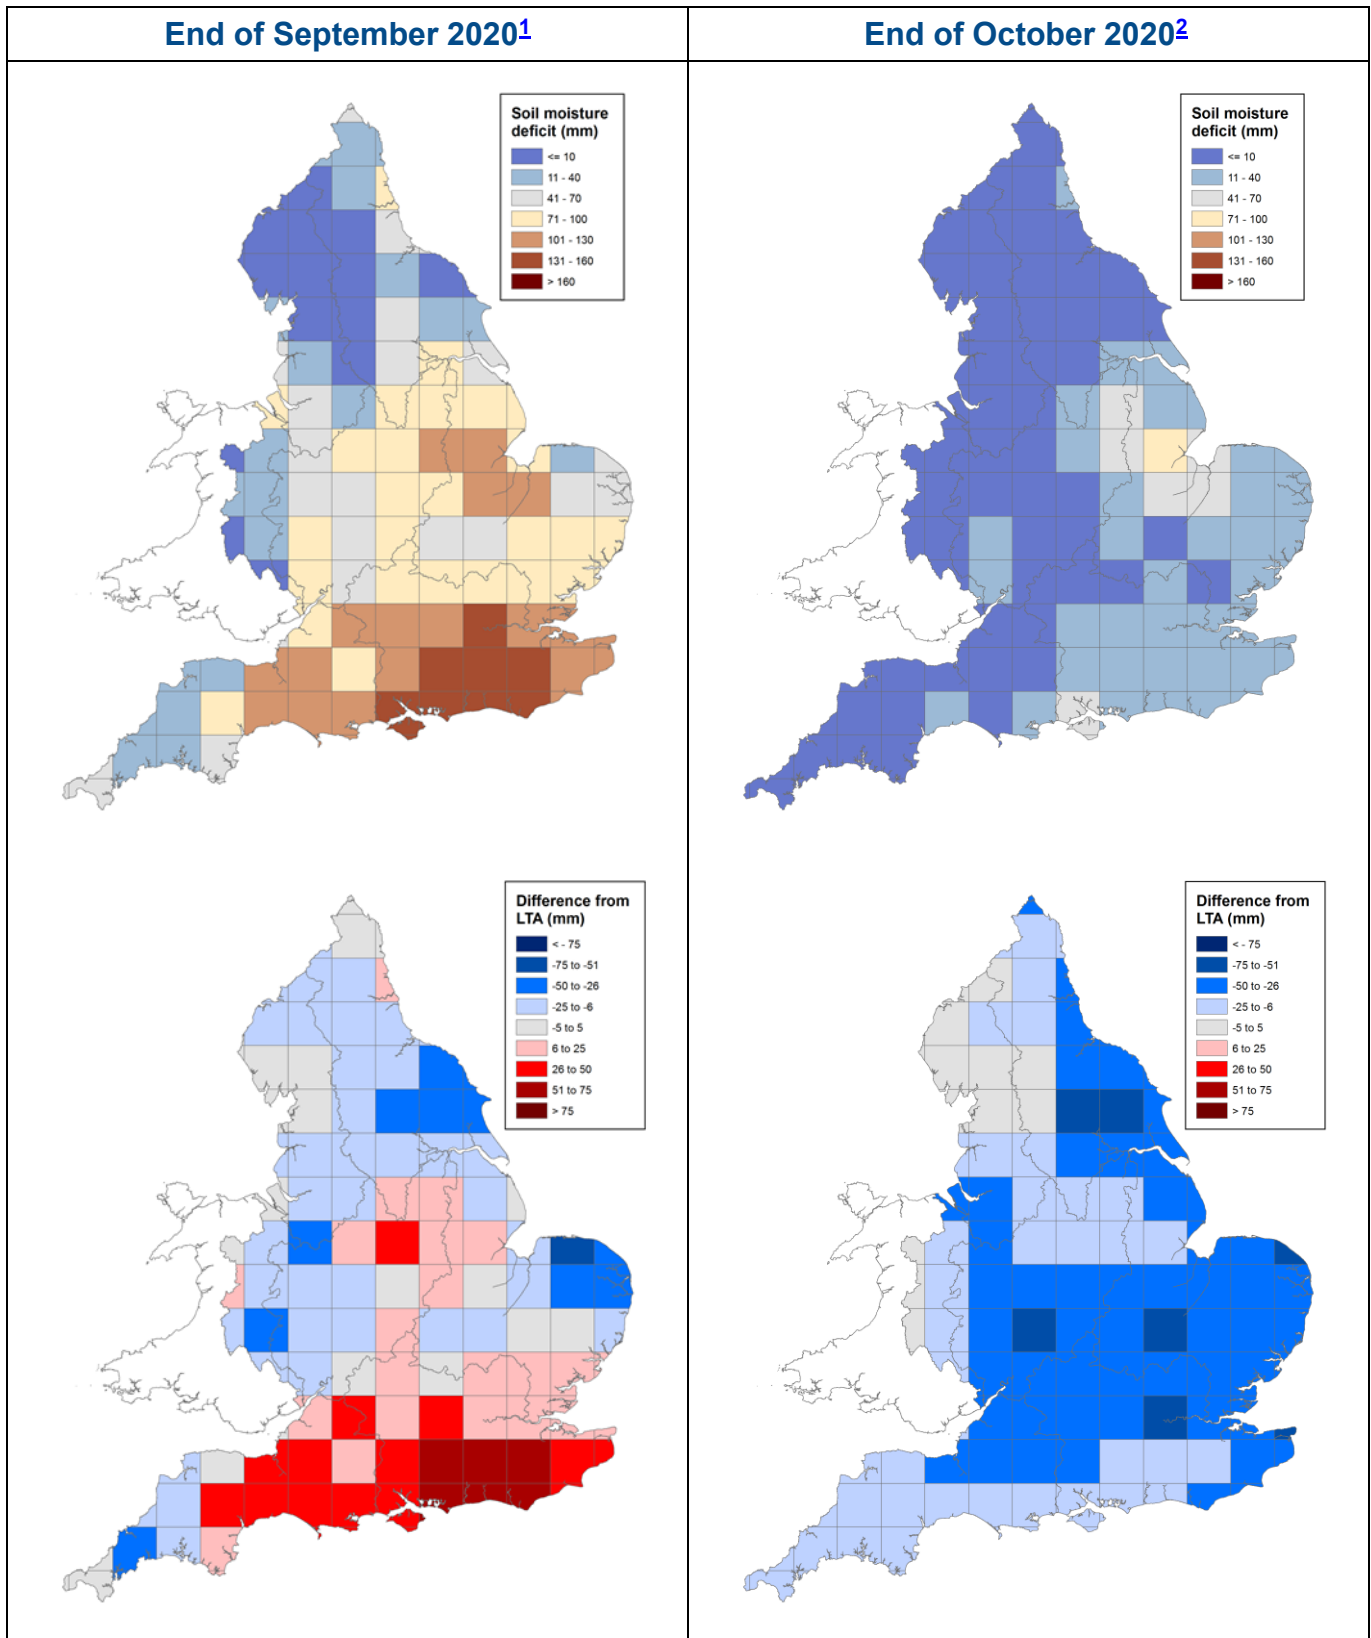 End of September 20201
End of October 20202
Soil moisture
deficit (mm)
<= 10
11 - 40
41 - 70
71 - 100
101 - 130
131 - 160
> 160
Soil moisture
deficit (mm)
<= 10
11 - 40
41 - 70
71 - 100
101 - 130
131 - 160
> 160
Difference from
LTA (mm)
< - 75
-75 to -51
-50 to -26
-25 to -6
-5 to 5
6 to 25
26 to 50
51 to 75
> 75
Difference from
LTA (mm)
< - 75
-75 to -51
-50 to -26
-25 to -6
-5 to 5
6 to 25
26 to 50
51 to 75
> 75